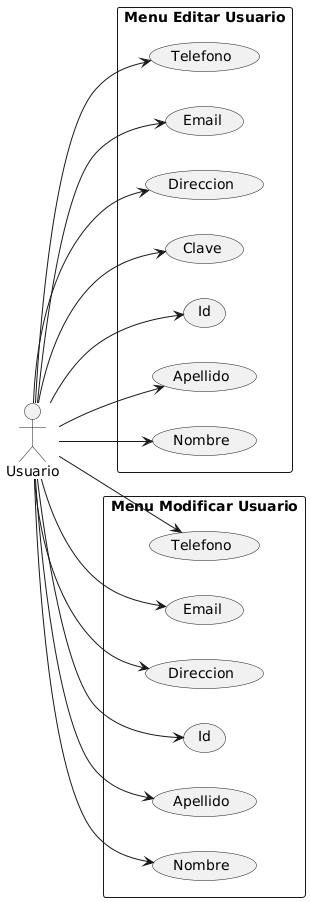 Menu Editar Usuario
Telefono
Email
Direccion
Clave
Id
Apellido
Nombre
Usuario
Menu Modificar Usuario
Telefono
Email
Direccion
Id
Apellido
Nombre